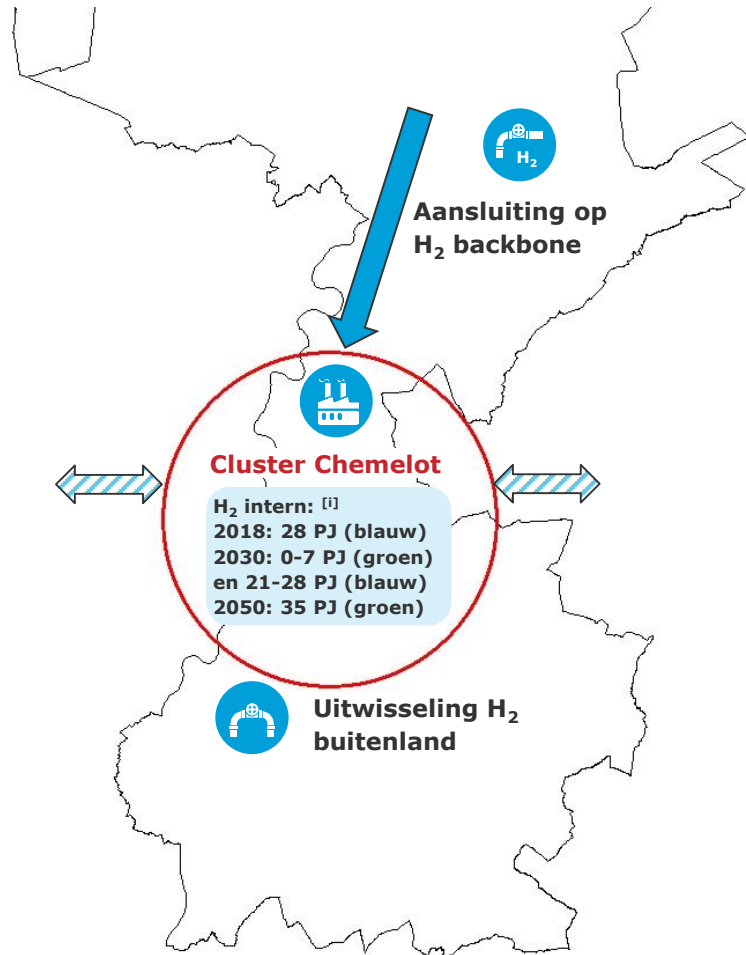 H₂
Aansluiting op
H₂ backbone
Cluster Chemelot
H₂ intern: [i]
2018: 28 PJ (blauw)
2030: 0-7 PJ (groen)
en 21-28 PJ (blauw)
2050: 35 PJ (groen)
Uitwisseling H₂
buitenland